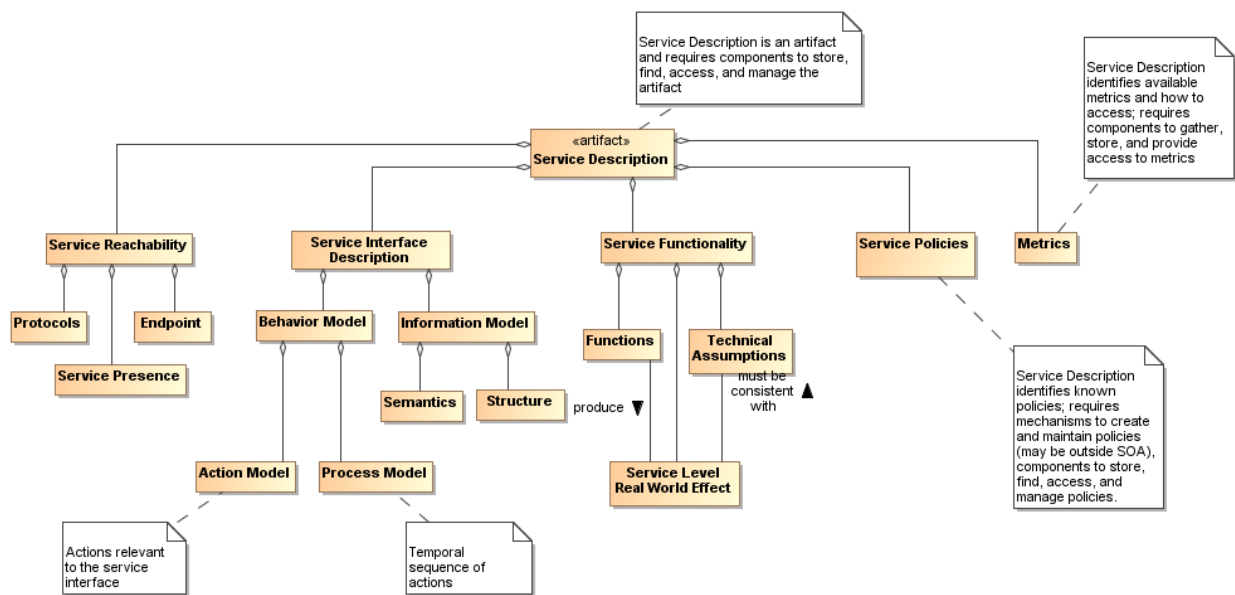 Service Description is an artifact
and requires components to store,
find, access, and manage the
artifact
Service Description
identifies available
metrics and how to
access; requires
components to gather,
store, and provide
access to metrics
«artifact»
Service Description
Service Reachability
Service Interface
Description
Service Functionality
Service Policies
Metrics
Protocols
Endpoint
Service Presence
Behavior Model
Information Model
Semantics
Structure
Functions
Technical
Assumptions
produce
must be
consistent
with
Action Model
Process Model
Service Level
Real World Effect
Service Description
identifies known
policies; requires
mechanisms to create
and maintain policies
(may be outside SOA),
components to store,
find, access, and
manage policies.
Actions relevant
to the service
interface
Temporal
sequence of
actions